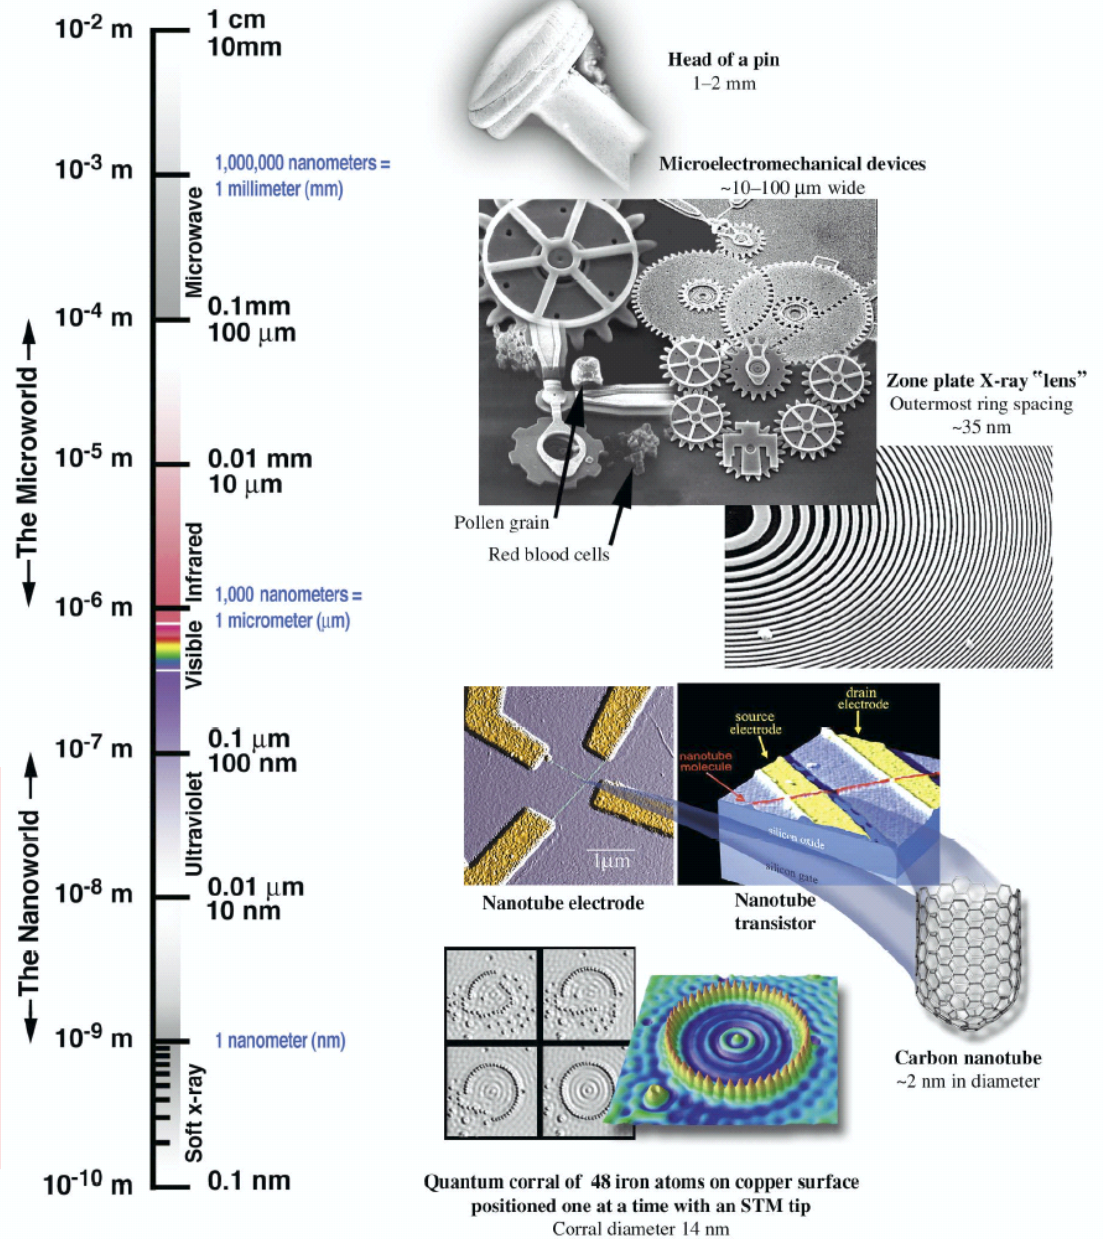 10-2 m
1 cm
10mm
10-3 m
1,000,000 nanometers =
1 millimeter (mm)
Microwave
10-4 m
0.1mm
100 μm
The Microworld
10-5 m
0.01 mm
10 μm
Infrared
10-6 m
1,000 nanometers =
1 micrometer (μm)
Visible
10-7 m
0.1 μm
100 nm
Ultraviolet
The Nanoworld
10-8 m
0.01 μm
10 nm
10-9 m
1 nanometer (nm)
Soft x-ray
10-10 m
0.1 nm
Head of a pin
1–2 mm
Microelectromechanical devices
~10–100 μm wide
Pollen grain
Red blood cells
Zone plate X-ray "lens"
Outermost ring spacing
~35 nm
1μm
Nanotube electrode
drain
electrode
source
electrode
nanotube
molecule
silicon oxide
silicon gate
Nanotube
transistor
Carbon nanotube
~2 nm in diameter
Quantum corral of 48 iron atoms on copper surface
positioned one at a time with an STM tip
Corral diameter 14 nm